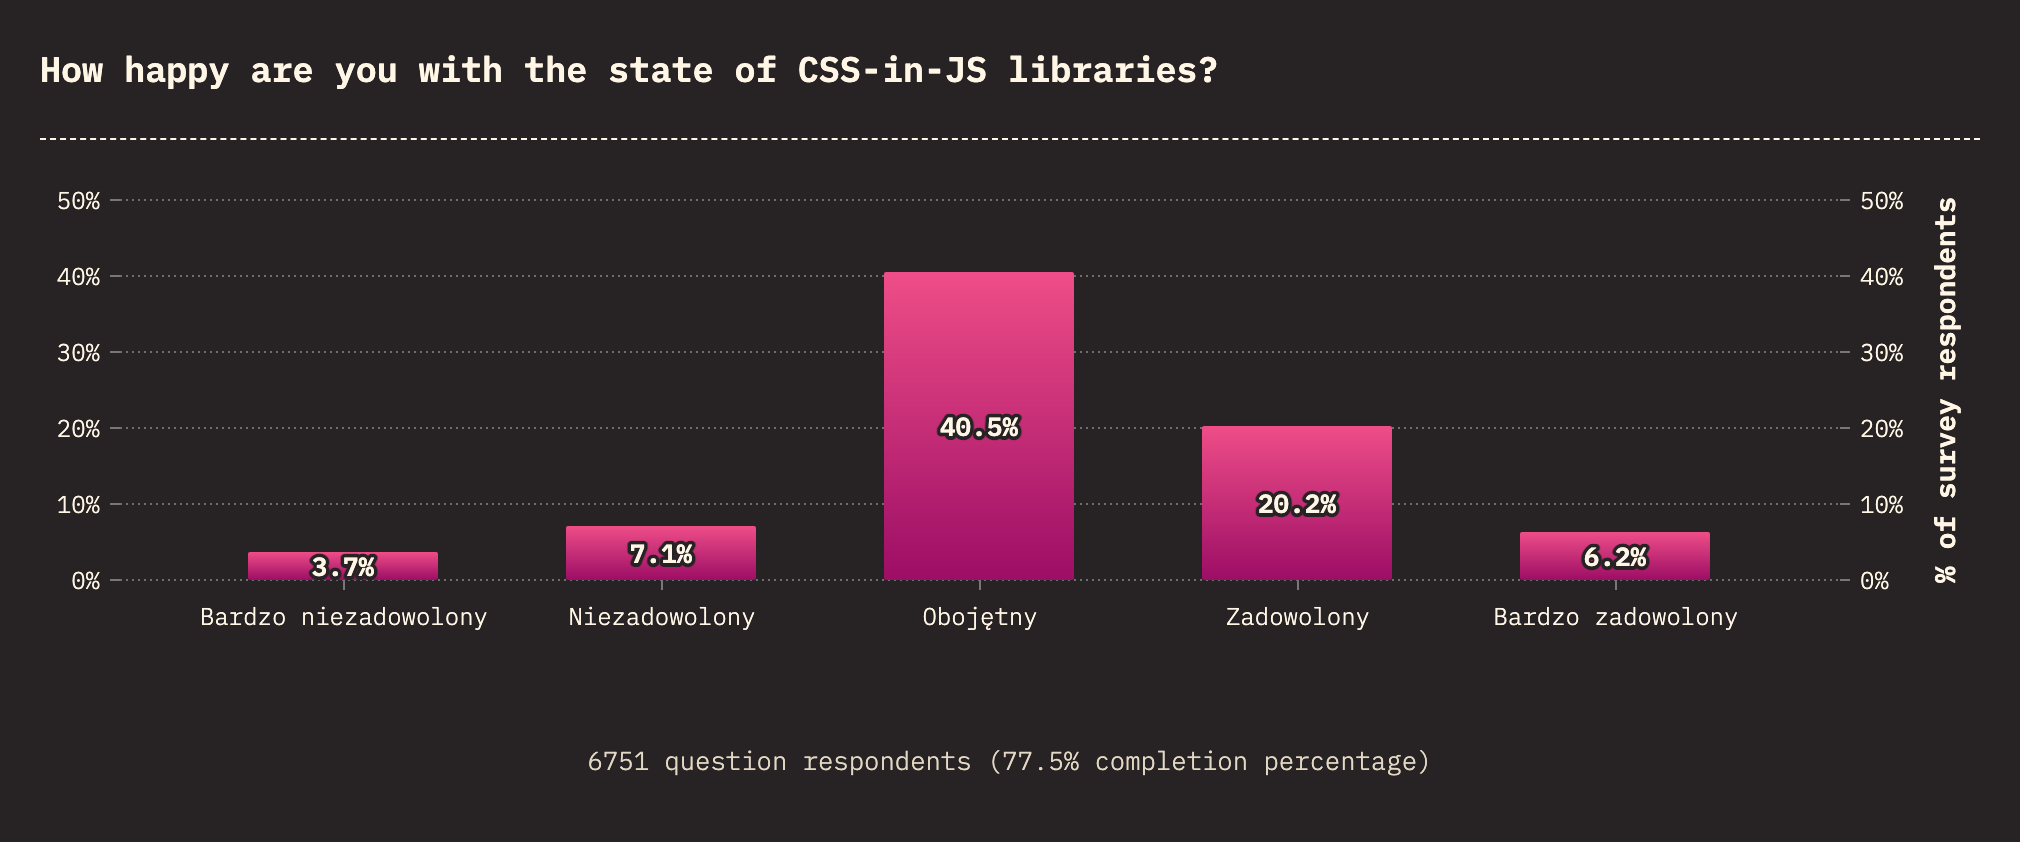 How happy are you with the state of CSS-in-JS libraries?
50%
40%
30%
20%
10%
0%
3.7%
7.1%
40.5%
20.2%
6.2%
50%
40%
30%
20%
10%
0%
% of survey respondents
Bardzo niezadowolony
Niezadowolony
Obojętny
Zadowolony
Bardzo zadowolony
6751 question respondents (77.5% completion percentage)